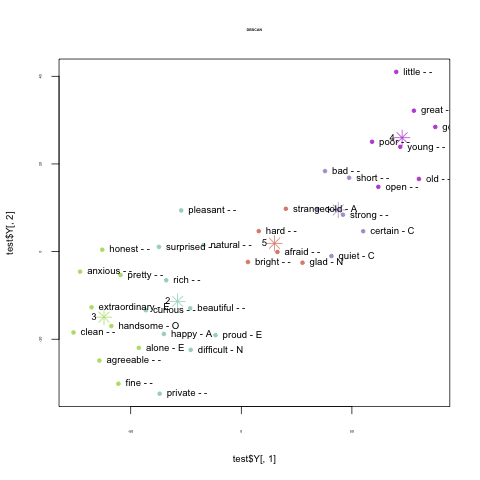 DBSCAN
little - -
great -
poor - -
4
young - -
bad - -
short - -
old - -
open - -
pleasant - -
strange
strong - -
hard - -
certain - C
5
honest - -
surprised - -
natural - -
afraid - -
quiet - C
bright - -
glad - N
anxious - -
pretty - -
rich - -
2
extraordinary - E
curious - -
beautiful - -
3
handsome - O
clean - -
happy - A
proud - E
alone - E
difficult - N
agreeable - -
fine - -
private - -
test$Y[, 2]
test$Y[, 1]